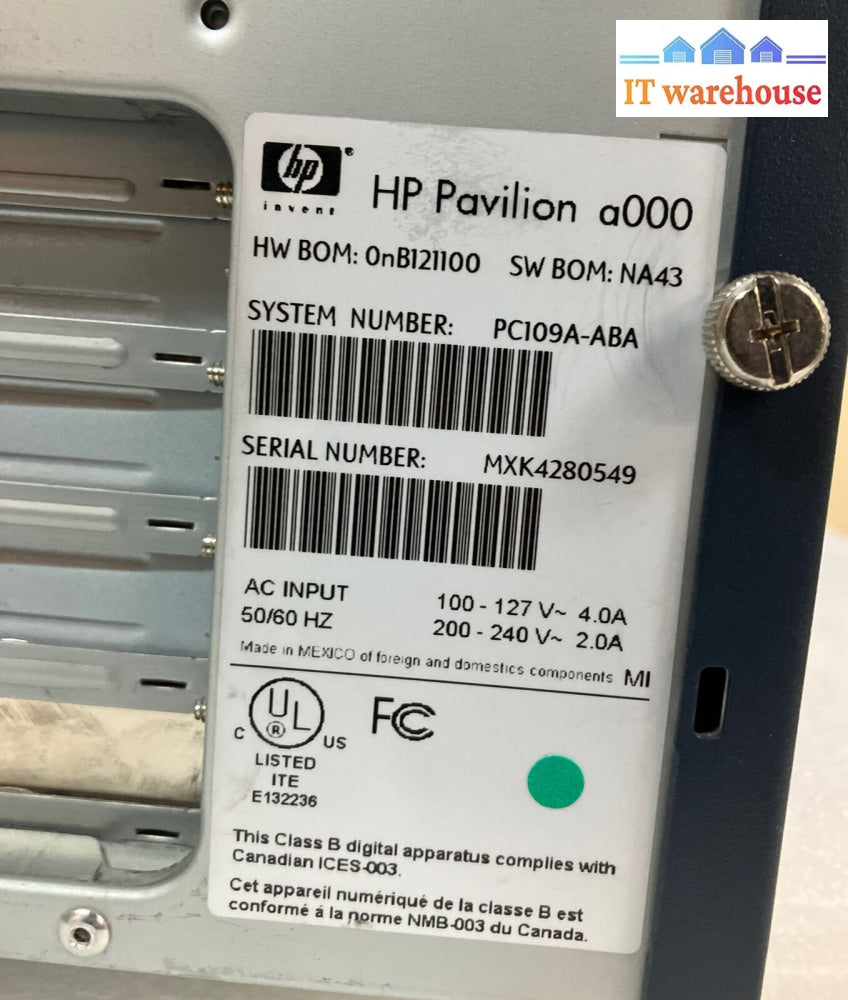 IT warehouse
hp
invent
HP Pavilion a000
HW BOM: 0nB121100 SW BOM: NA43
SYSTEM NUMBER: PC109A-ABA
SERIAL NUMBER: MXK4280549
AC INPUT 100 - 127 V~ 4.0A
50/60 HZ 200 - 240 V~ 2.0A
Made in MEXICO of foreign and domestics components MI
C UL ® US FC
LISTED
ITE
E132236
This Class B digital apparatus complies with
Canadian ICES-003.
Cet appareil numériqué de la classe B est
conformé á la norme NMB-003 du Canada.